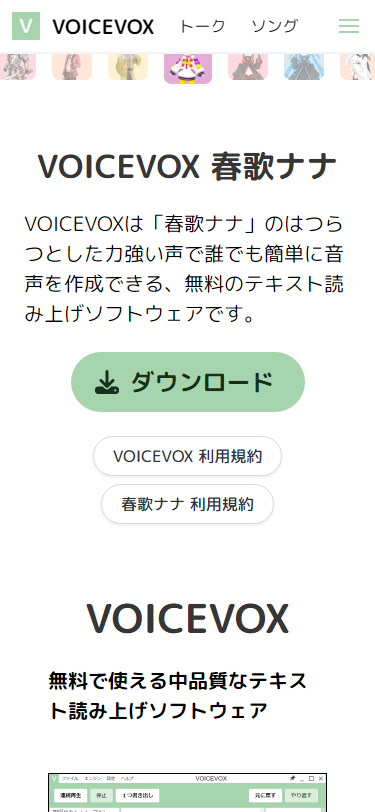 V VOICEVOX トーク ソング
VOICEVOX 春歌ナナ
VOICEVOXは「春歌ナナ」のはつら
つとした力強い声で誰でも簡単に音
声を作成できる、無料のテキスト読
み上げソフトウェアです。
ダウンロード
VOICEVOX 利用規約
春歌ナナ 利用規約
VOICEVOX
無料で使える中品質なテキス
ト読み上げソフトウェア
V ファイル エンジン 設定 ヘルプ VOICEVOX
連続再生 停止 1つ書き出し 元に戻す やり直す